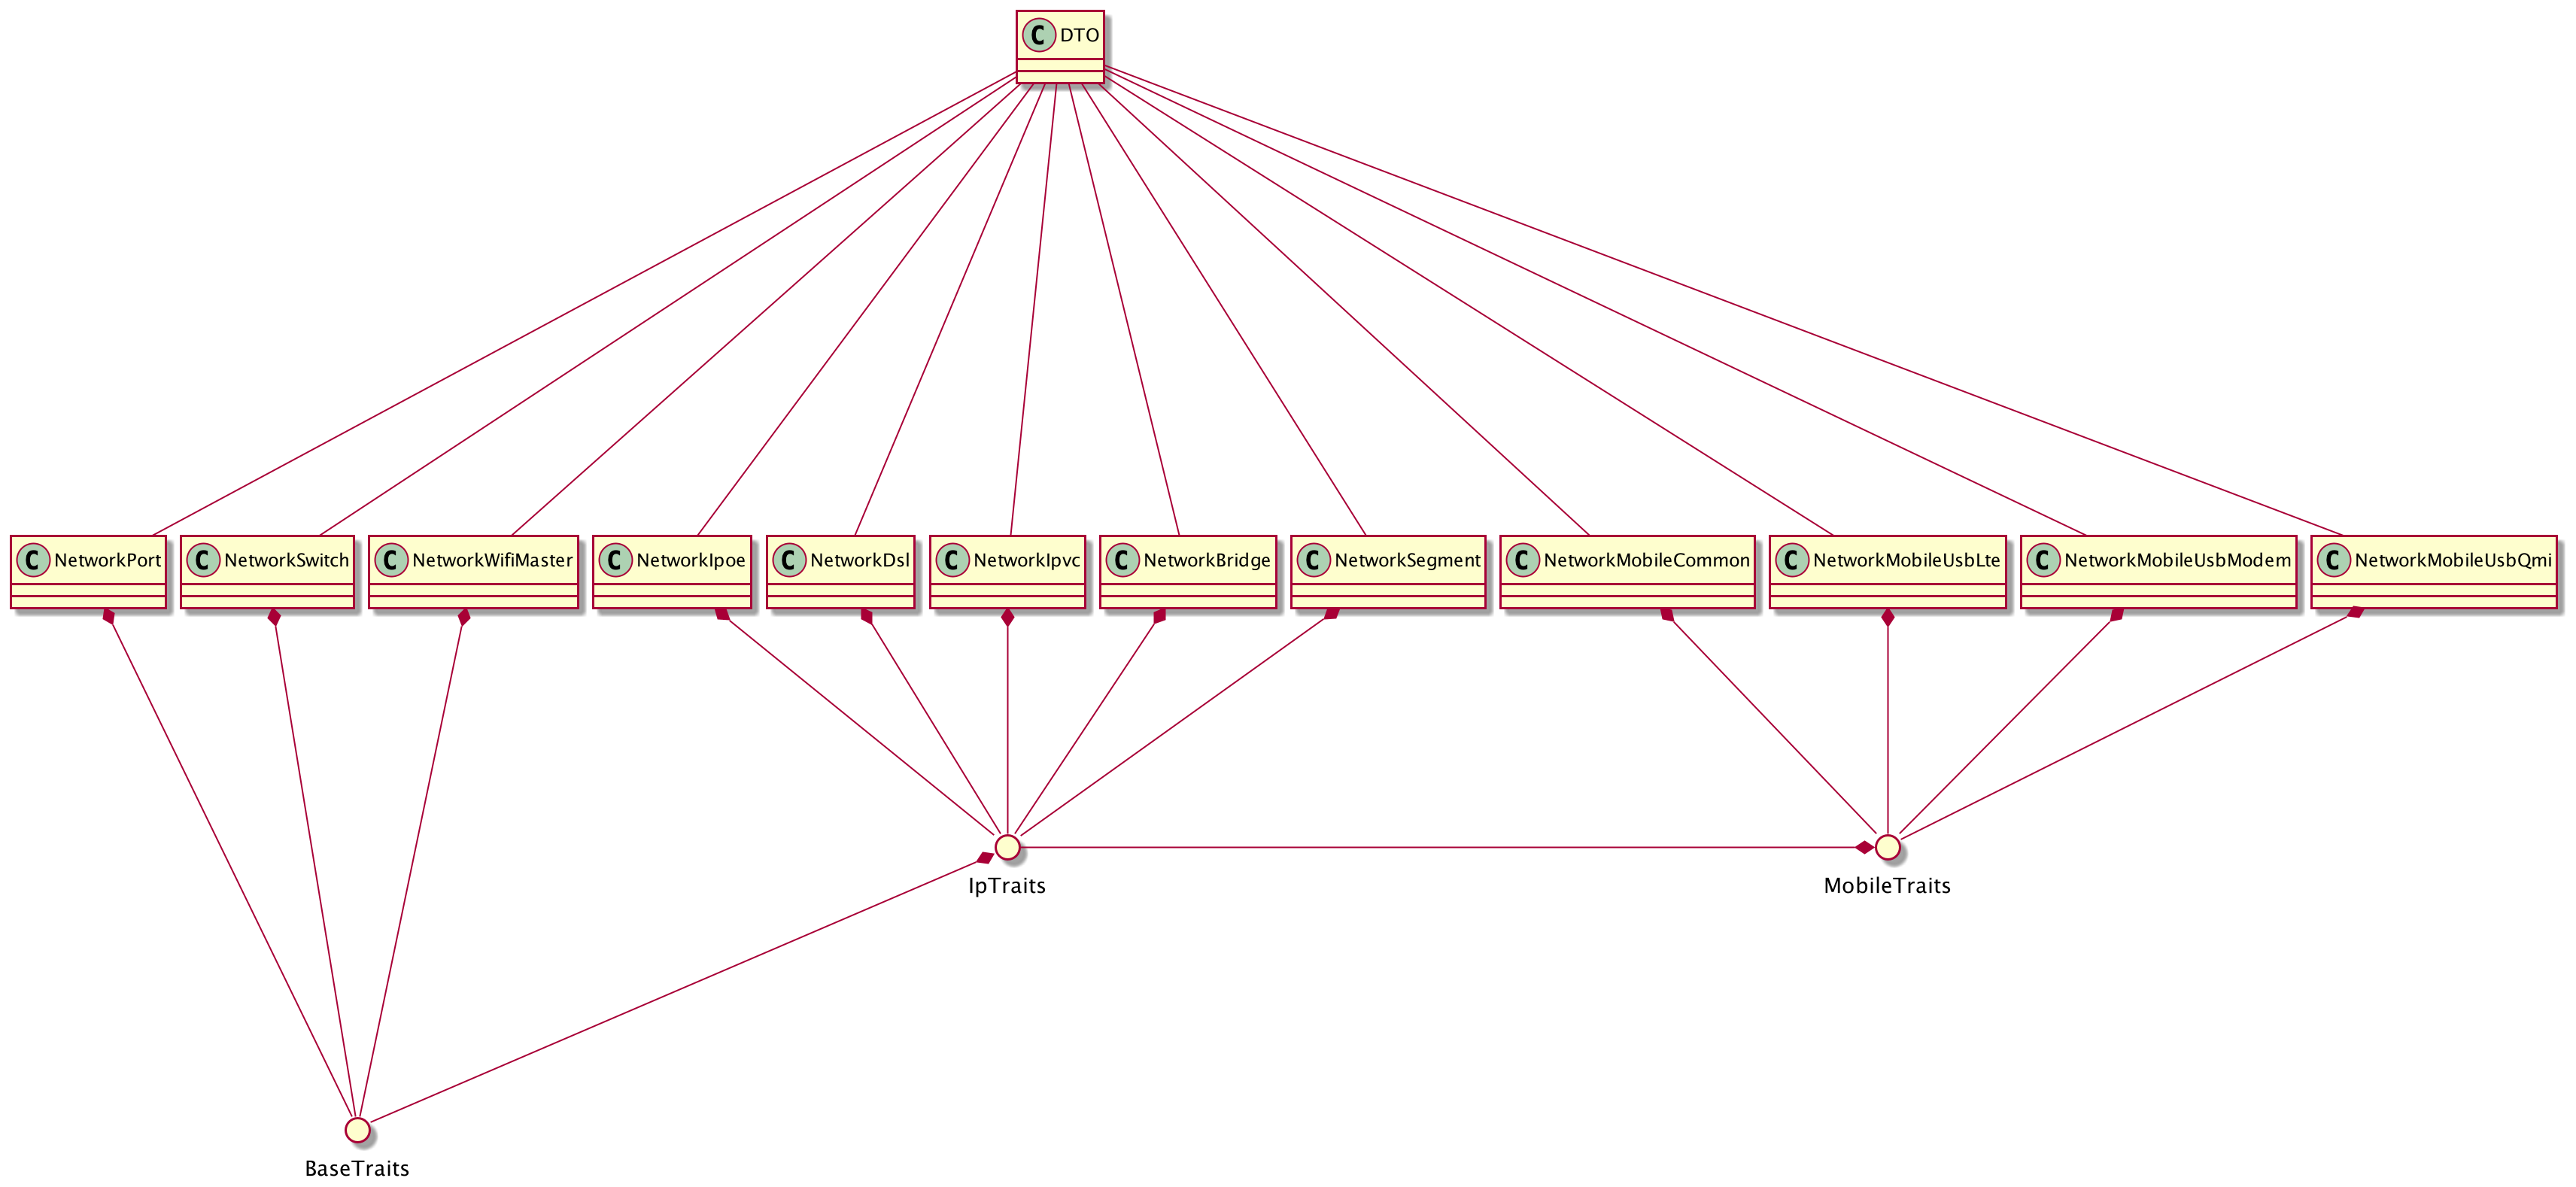 C DTO
C NetworkPort
C NetworkSwitch
C NetworkWifiMaster
C NetworkIpoe
C NetworkDsl
C NetworkIpvc
C NetworkBridge
C NetworkSegment
C NetworkMobileCommon
C NetworkMobileUsbLte
C NetworkMobileUsbModem
C NetworkMobileUsbQmi
IpTraits
MobileTraits
BaseTraits